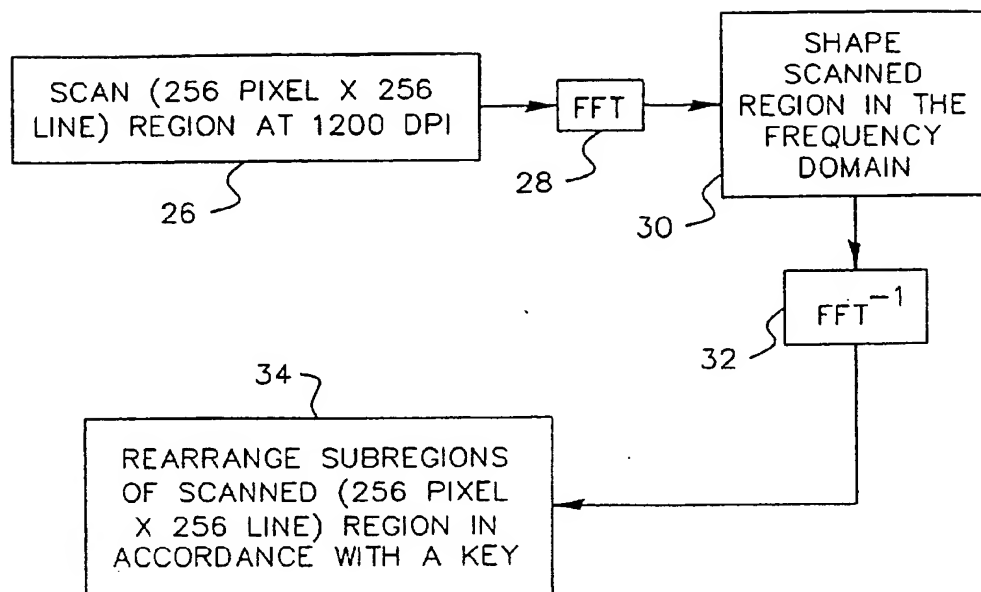 SCAN (256 PIXEL X 256
LINE) REGION AT 1200 DPI
26
FFT
28
SHAPE
SCANNED
REGION IN THE
FREQUENCY
DOMAIN
30
FFT⁻¹
32
34
REARRANGE SUBREGIONS
OF SCANNED (256 PIXEL
X 256 LINE) REGION IN
ACCORDANCE WITH A KEY